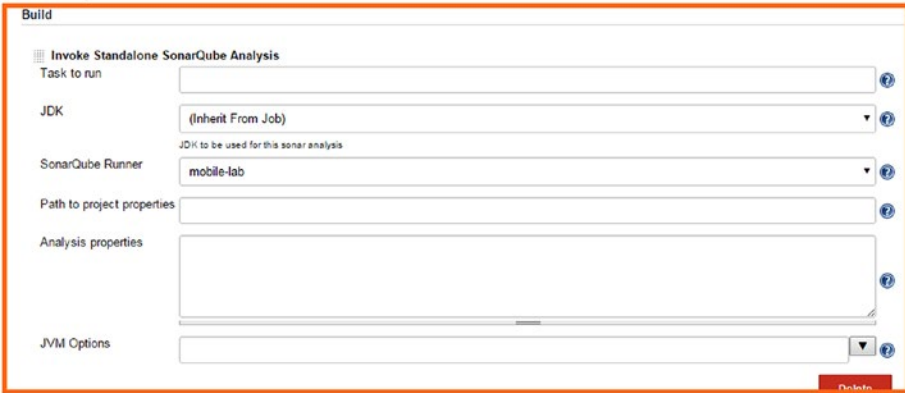 Build
Invoke Standalone SonarQube Analysis
Task to run
JDK
(Inherit From Job)
JDK to be used for this sonar analysis
SonarQube Runner
mobile-lab
Path to project properties
Analysis properties
JVM Options
Delete